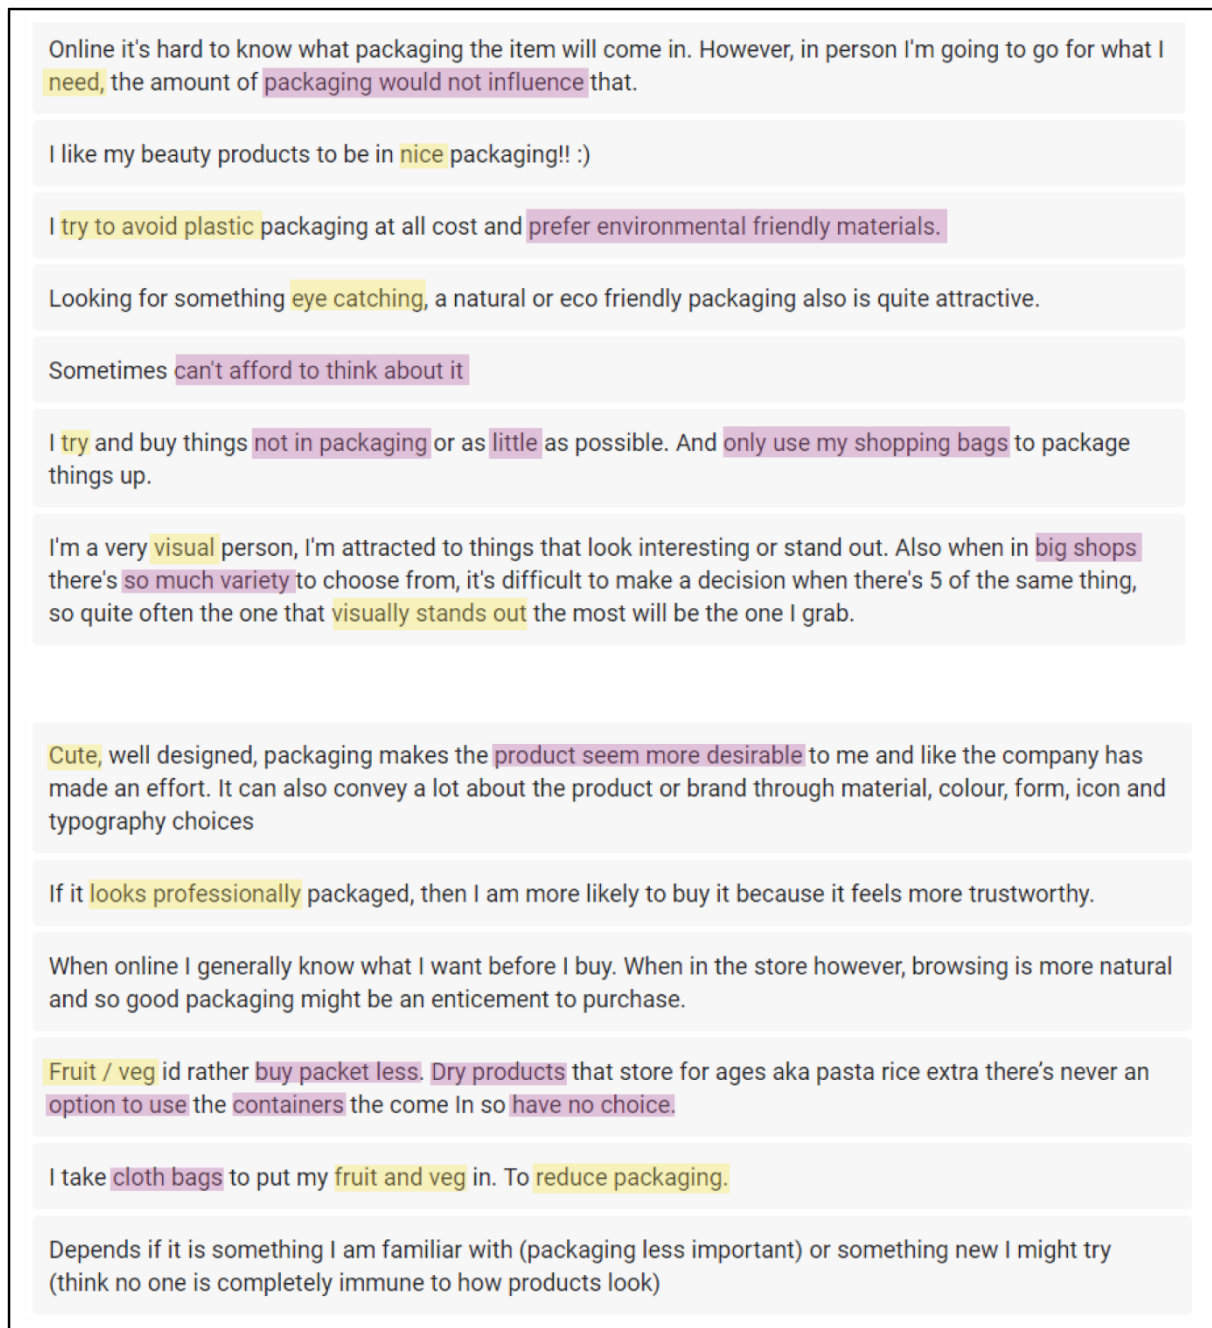 Online it's hard to know what packaging the item will come in. However, in person I'm going to go for what I
need, the amount of packaging would not influence that.
I like my beauty products to be in nice packaging!! :)
I try to avoid plastic packaging at all cost and prefer environmental friendly materials.
Looking for something eye catching, a natural or eco friendly packaging also is quite attractive.
Sometimes can't afford to think about it
I try and buy things not in packaging or as little as possible. And only use my shopping bags to package
things up.
I'm a very visual person, I'm attracted to things that look interesting or stand out. Also when in big shops
there's so much variety to choose from, it's difficult to make a decision when there's 5 of the same thing,
so quite often the one that visually stands out the most will be the one I grab.
Cute, well designed, packaging makes the product seem more desirable to me and like the company has
made an effort. It can also convey a lot about the product or brand through material, colour, form, icon and
typography choices
If it looks professionally packaged, then I am more likely to buy it because it feels more trustworthy.
When online I generally know what I want before I buy. When in the store however, browsing is more natural
and so good packaging might be an enticement to purchase.
Fruit / veg id rather buy packet less. Dry products that store for ages aka pasta rice extra there’s never an
option to use the containers the come In so have no choice.
I take cloth bags to put my fruit and veg in. To reduce packaging.
Depends if it is something I am familiar with (packaging less important) or something new I might try
(think no one is completely immune to how products look)